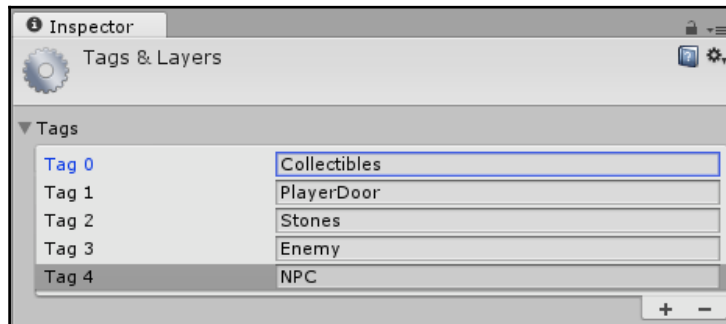 Inspector
Tags & Layers
Tags
Tag 0 Collectibles
Tag 1 PlayerDoor
Tag 2 Stones
Tag 3 Enemy
Tag 4 NPC
+ −